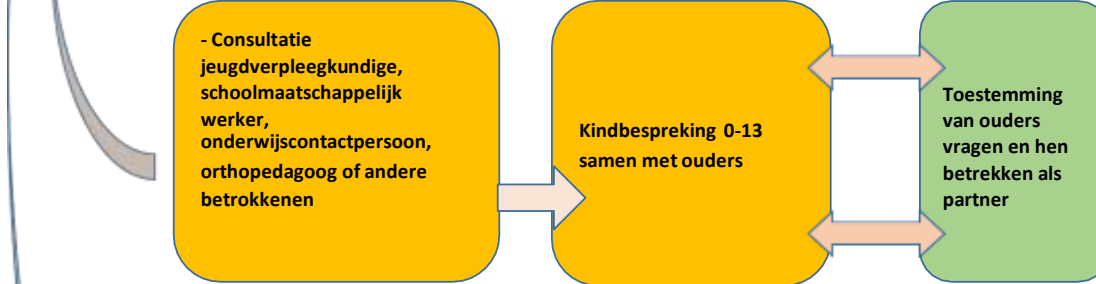 - Consultatie
jeugdverpleegkundige,
schoolmaatschappelijk
werker,
onderwijscontactpersoon,
orthopedagoog of andere
betrokkenen
Kindbespreking 0-13
samen met ouders
Toestemming
van ouders
vragen en hen
betrekken als
partner